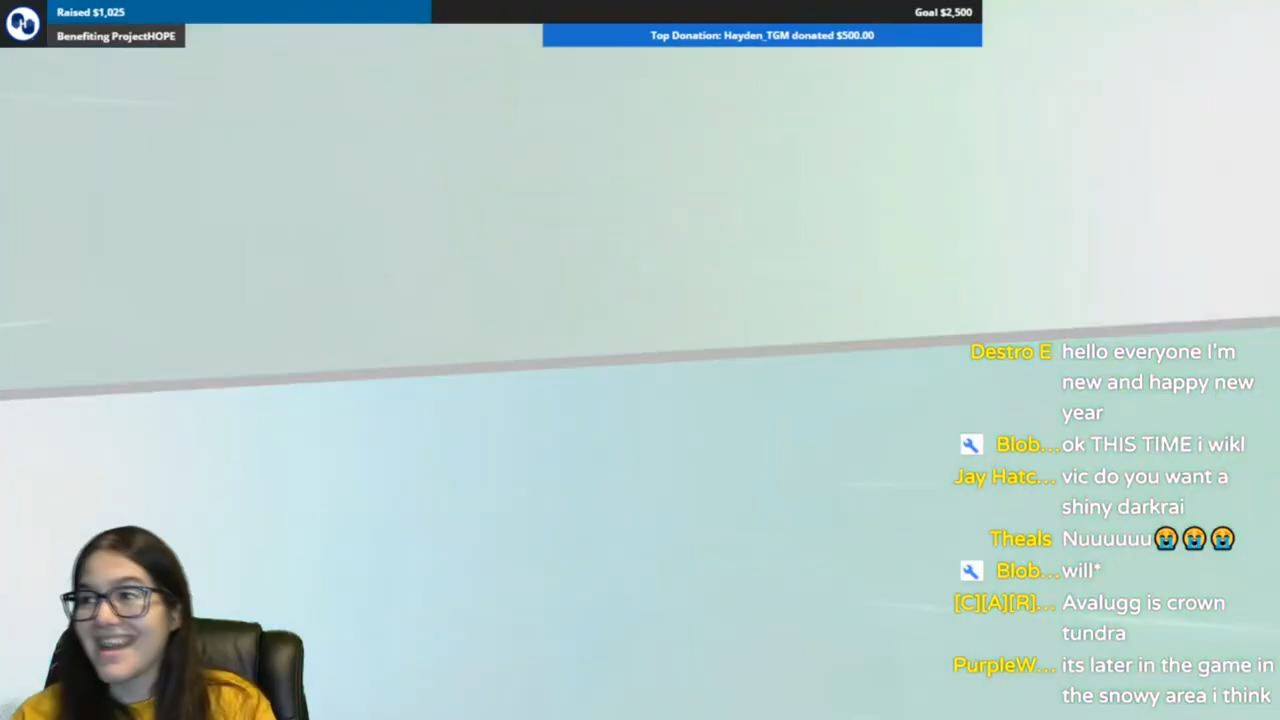 Raised $1,025
Goal $2,500
Benefiting ProjectHOPE
Top Donation: Hayden_TGM donated $500.00
Destro E hello everyone I'm
new and happy new
year
Blob... ok THIS TIME i wikl
Jay Hatc... vic do you want a
shiny darkrai
Theals Nuuuuuu😭😭😭
Blob... will*
[C][A][R]... Avalugg is crown
tundra
PurpleW... its later in the game in
the snowy area i think